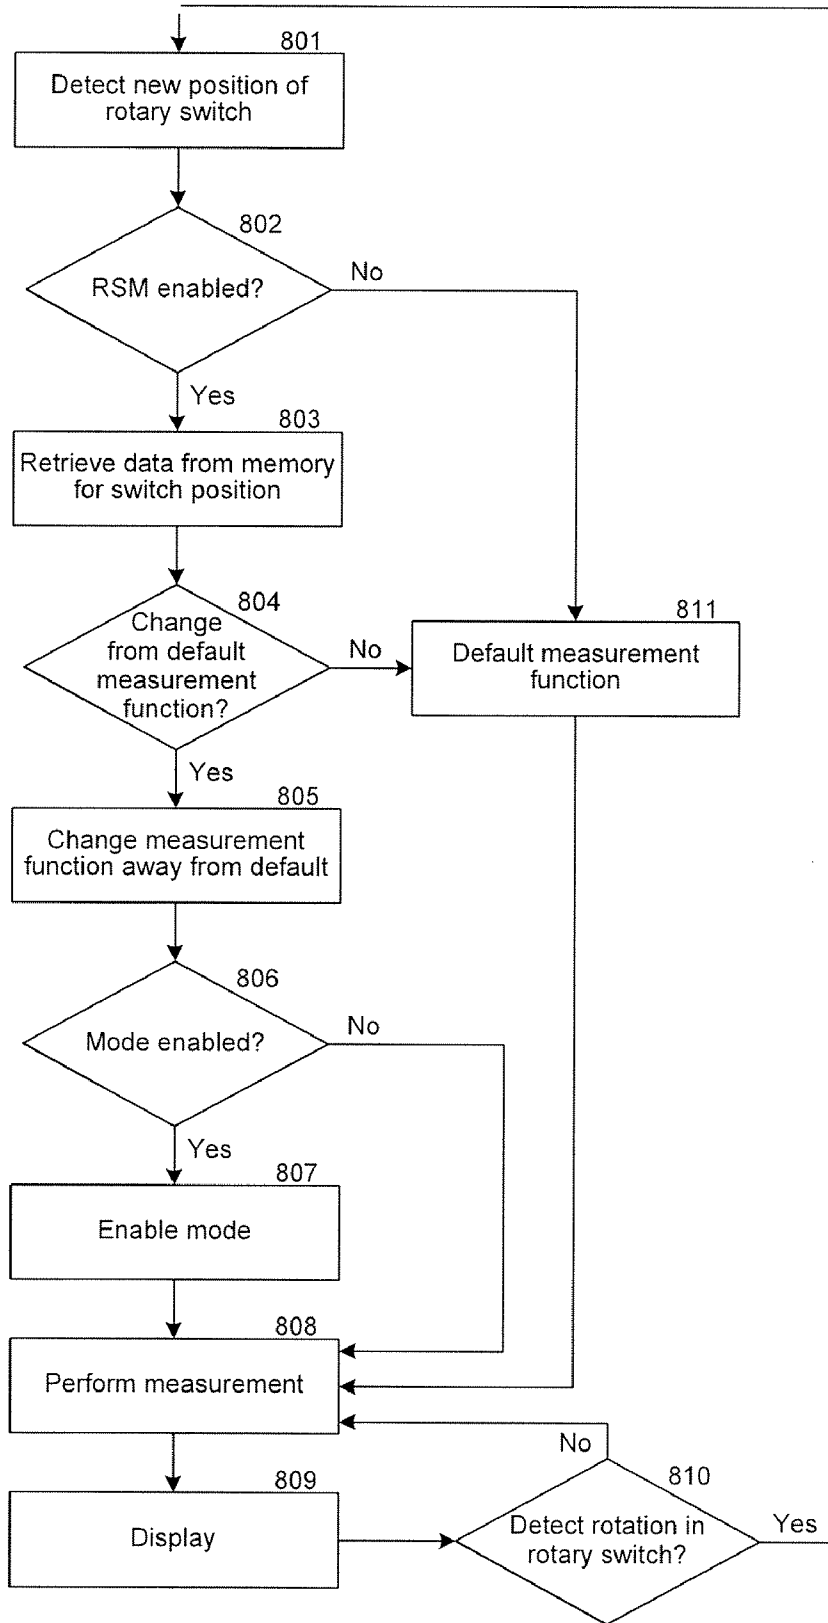 801
Detect new position of
rotary switch
802
RSM enabled?
No
Yes
803
Retrieve data from memory
for switch position
804
Change
from default
measurement
function?
No
811
Default measurement
function
Yes
805
Change measurement
function away from default
806
Mode enabled?
No
Yes
807
Enable mode
808
Perform measurement
809
Display
No
810
Detect rotation in
rotary switch?
Yes